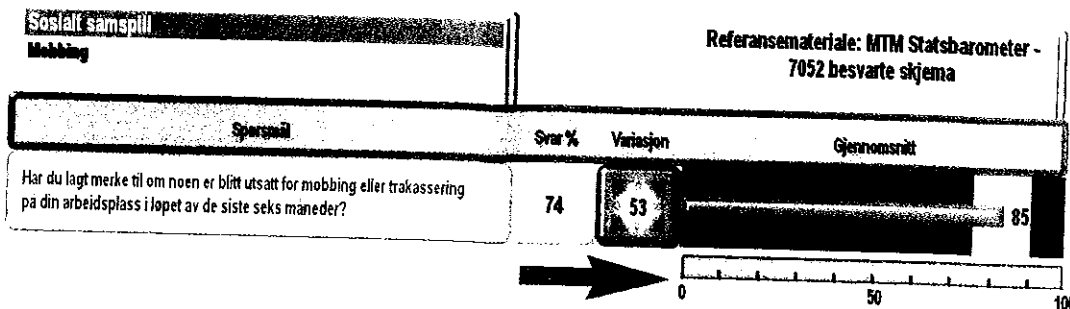 Sosialt samspill
Mobbing
Referansemateriale: MTM Statsbarometer -
7052 besvarte skjema
Spørsmål
Svar %
Variasjon
Gjennomsnitt
Har du lagt merke til om noen er blitt utsatt for mobbing eller trakassering
på din arbeidsplass i løpet av de siste seks måneder?
74
53
85
0
50
100